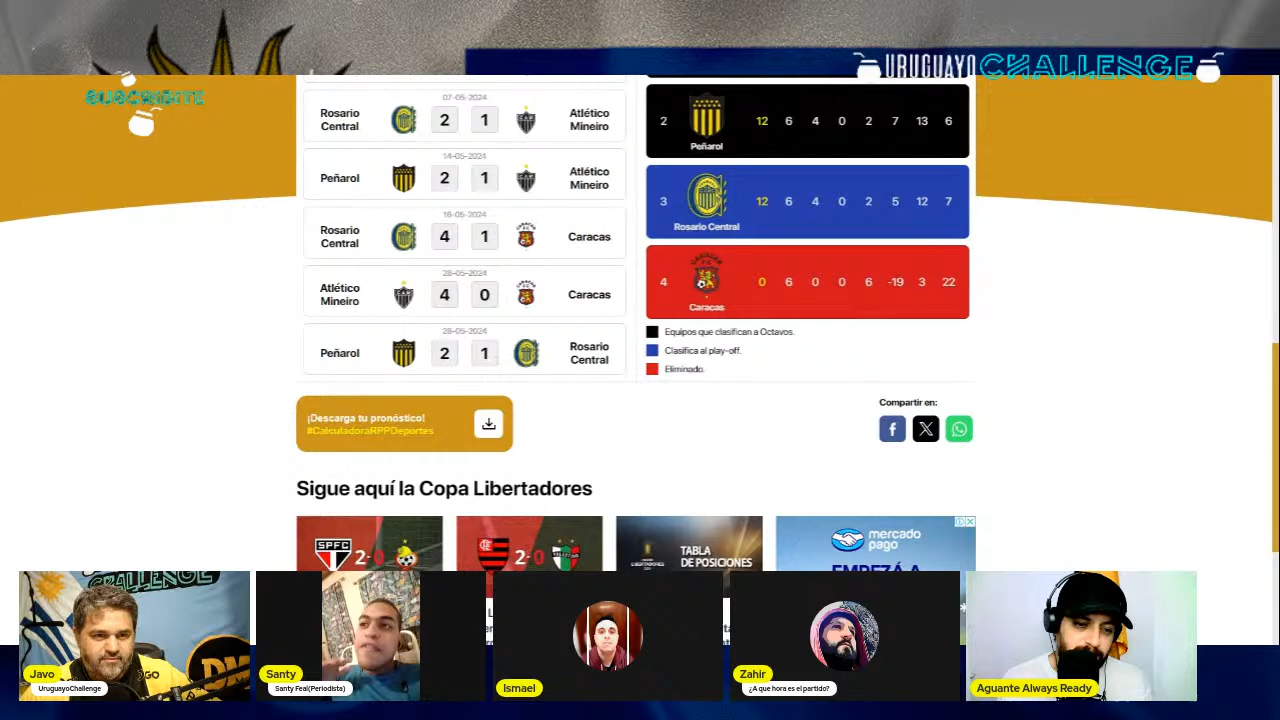 URUGUAYO CHALLENGE
SUSCRIBITE
07-05-2024
Rosario Central 2 1 Atlético Mineiro
14-05-2024
Peñarol 2 1 Atlético Mineiro
16-05-2024
Rosario Central 4 1 Caracas
28-05-2024
Atlético Mineiro 4 0 Caracas
28-05-2024
Peñarol 2 1 Rosario Central
2 12 6 4 0 2 7 13 6
Peñarol
3 12 6 4 0 2 5 12 7
Rosario Central
4 0 6 0 0 6 -19 3 22
Caracas
Equipos que clasifican a Octavos.
Clasifica al play-off.
Eliminado.
¡Descarga tu pronóstico!
#CalculadoraRPPDeportes
Compartir en:
Sigue aquí la Copa Libertadores
SPFC 2-0
2-0
TABLA
DE POSICIONES
mercado
pago
EMPEZÁ A
CHALLENGE
Javo
UruguayoChallenge
Santy
Santy Feal(Periodista)
Ismael
Zahir
¿A que hora es el partido?
Aguante Always Ready